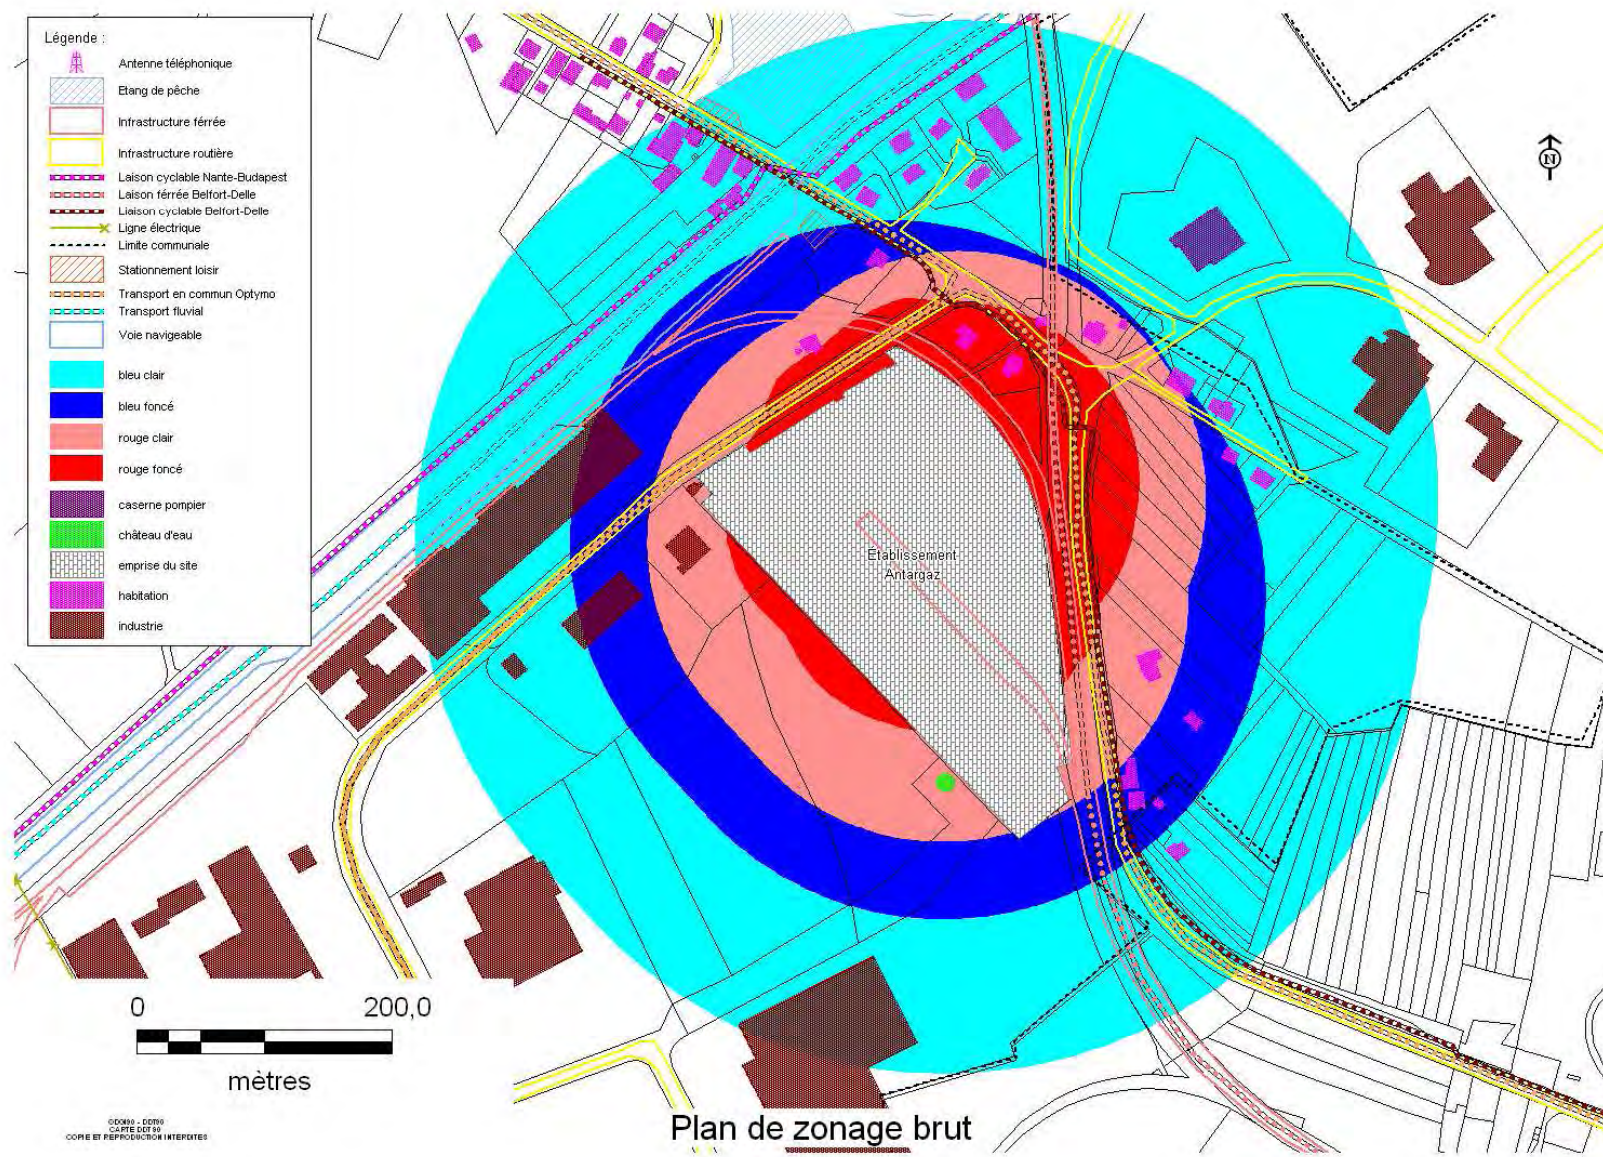 Légende :
Antenne téléphonique
Etang de pêche
Infrastructure férrée
Infrastructure routière
Laison cyclable Nante-Budapest
Laison férrée Belfort-Delle
Liaison cyclable Belfort-Delle
Ligne électrique
Limite communale
Stationnement loisir
Transport en commun Optymo
Transport fluvial
Voie navigeable
bleu clair
bleu foncé
rouge clair
rouge foncé
caserne pompier
château d'eau
emprise du site
habitation
industrie
N
Etablissement
Antargaz
0 200,0
mètres
Plan de zonage brut
CARTE DDT 90
COPIE ET REPRODUCTION INTERDITES